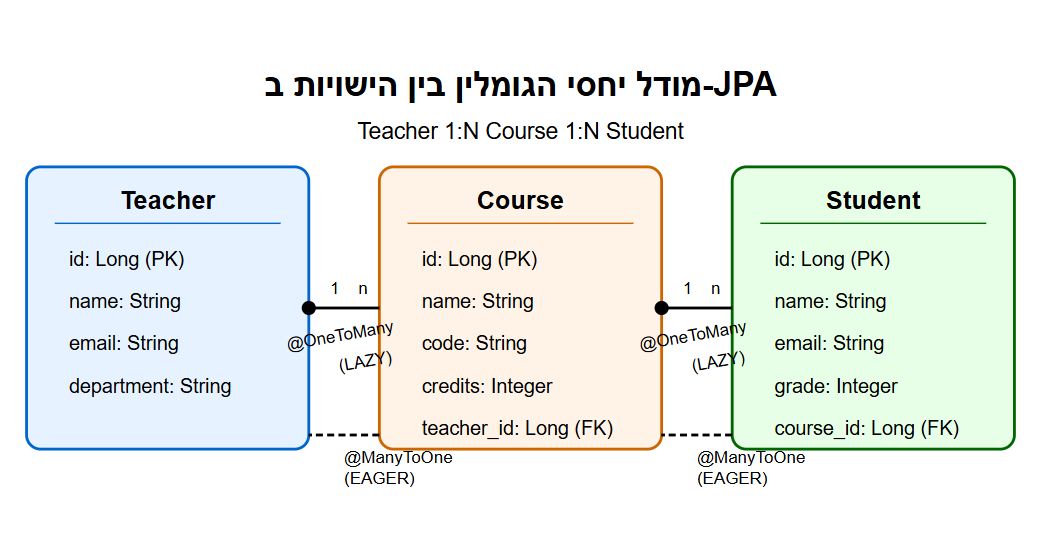 מודל יחסי הגומלין בין הישויות ב-JPA
Teacher 1:N Course 1:N Student
Teacher
id: Long (PK)
name: String
email: String
department: String
1 n
@OneToMany
(LAZY)
@ManyToOne
(EAGER)
Course
id: Long (PK)
name: String
code: String
credits: Integer
teacher_id: Long (FK)
1 n
@OneToMany
(LAZY)
@ManyToOne
(EAGER)
Student
id: Long (PK)
name: String
email: String
grade: Integer
course_id: Long (FK)